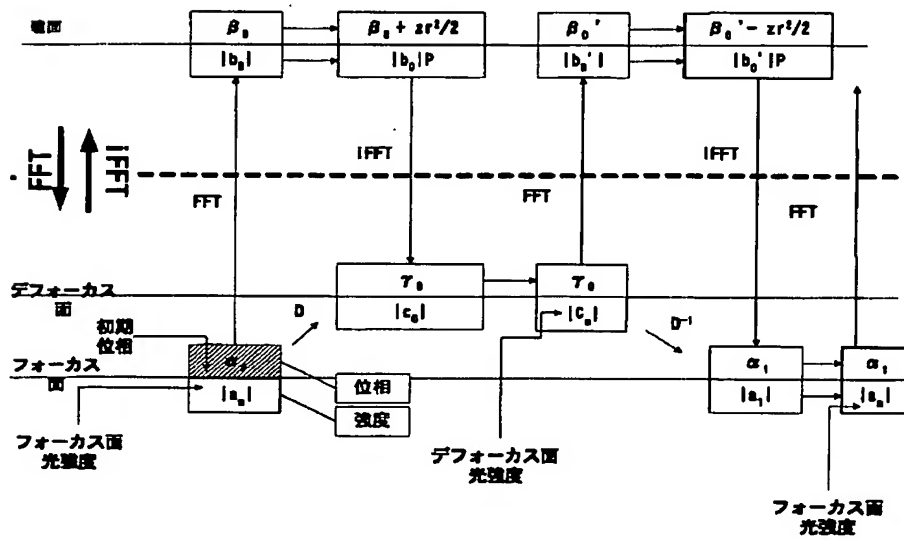 β₀
β₀ + zr²/2
β₀'
β₀' − zr²/2
瞳面
|b₀|
|b₀|P
|b₀'|
|b₀'|P
FFT
iFFT
FFT
iFFT
FFT
iFFT
FFT
γ₀
γ₀
デフォーカス
面
|c₀|
|Cₙ|
D
D⁻¹
初期
位相
フォーカス
面
|aₙ|
位相
強度
α₁
α₁
|a₁|
|aₙ|
フォーカス面
光強度
デフォーカス面
光強度
フォーカス面
光強度